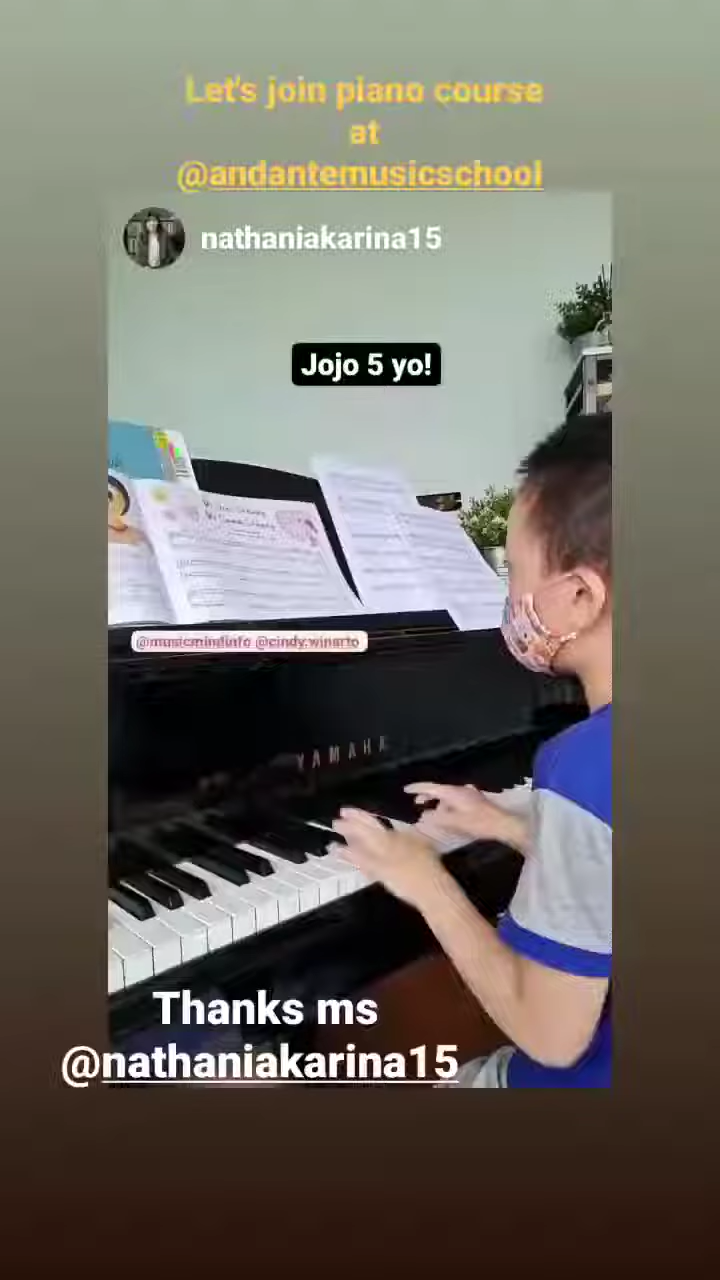 Let's join piano course
at
@andantemusicschool
nathaniakarina15
Jojo 5 yo!
@musicmindinfo @cindy.winarto
YAMAHA
Thanks ms
@nathaniakarina15